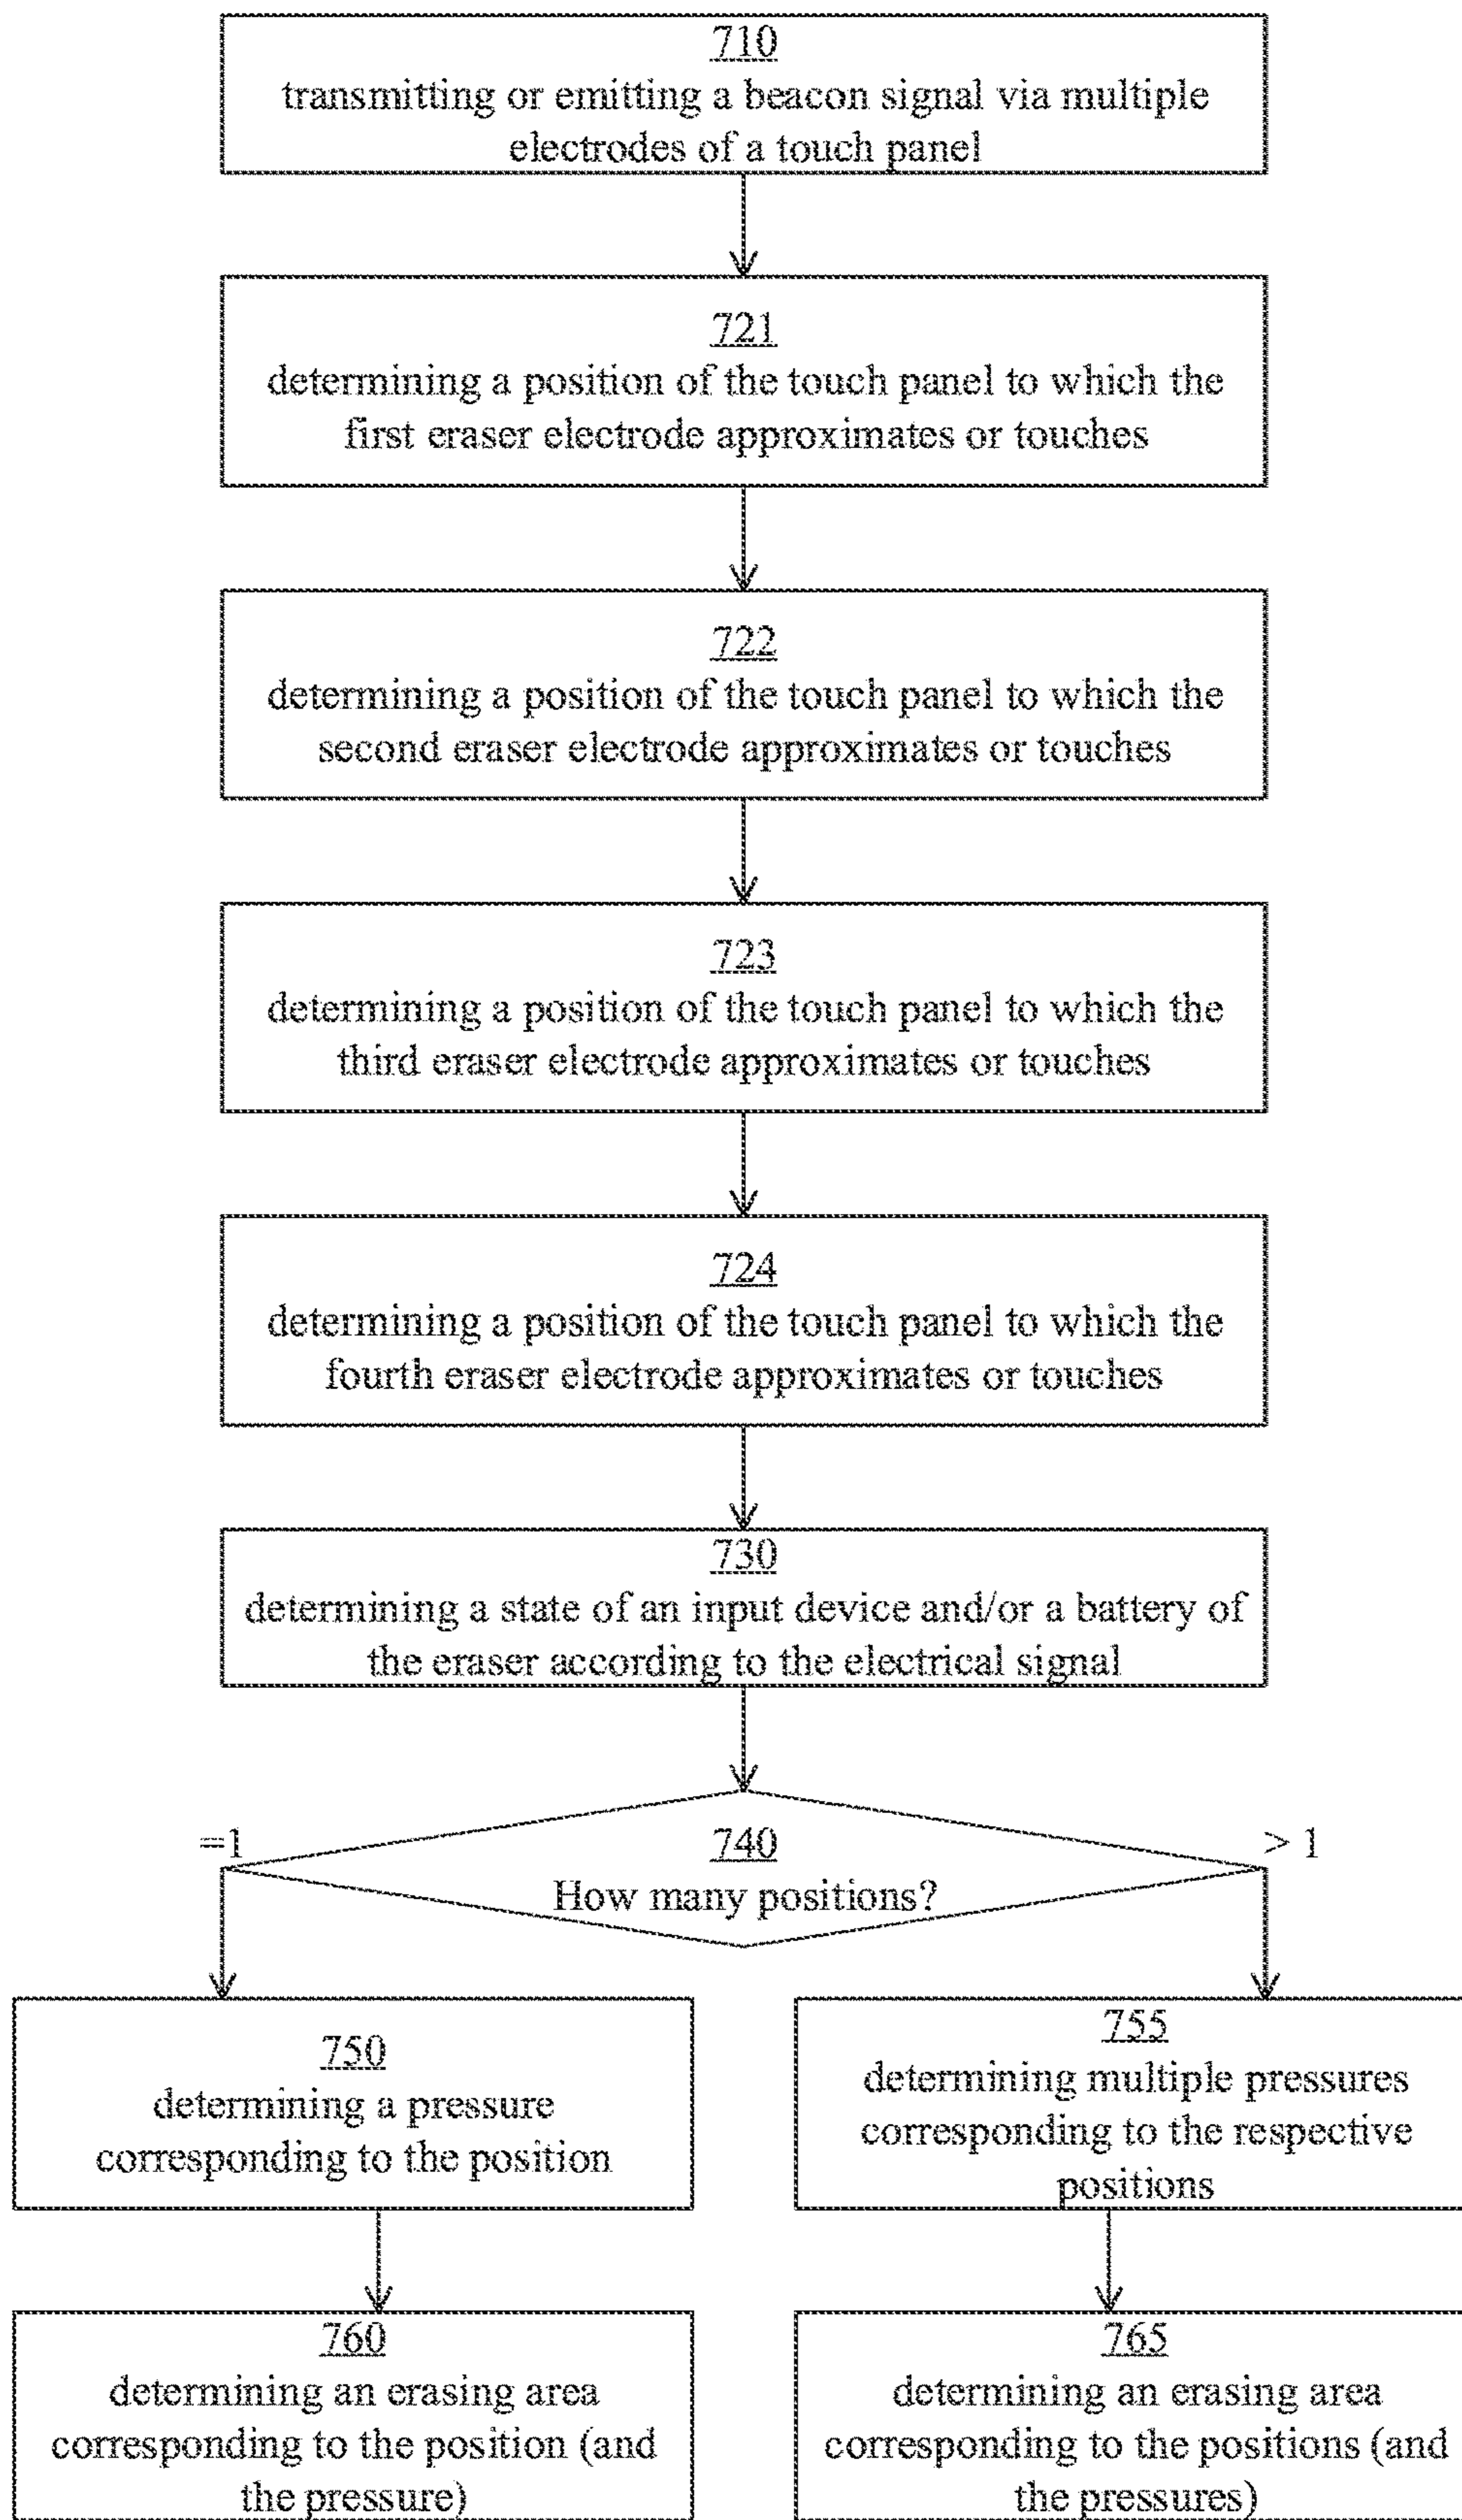 710
transmitting or emitting a beacon signal via multiple
electrodes of a touch panel
721
determining a position of the touch panel to which the
first eraser electrode approximates or touches
722
determining a position of the touch panel to which the
second eraser electrode approximates or touches
723
determining a position of the touch panel to which the
third eraser electrode approximates or touches
724
determining a position of the touch panel to which the
fourth eraser electrode approximates or touches
730
determining a state of an input device and/or a battery of
the eraser according to the electrical signal
=1
740
> 1
How many positions?
750
determining a pressure
corresponding to the position
755
determining multiple pressures
corresponding to the respective
positions
760
determining an erasing area
corresponding to the position (and
the pressure)
765
determining an erasing area
corresponding to the positions (and
the pressures)